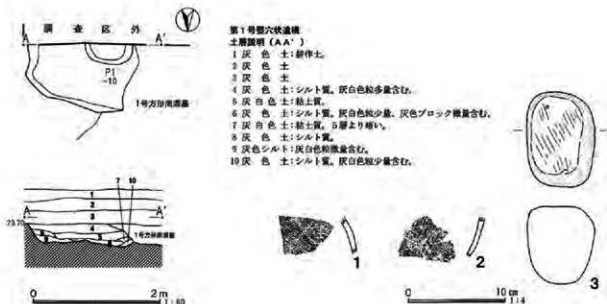 調査区外
A A'
P1
-10
1号方形周溝墓
第1号竪穴状遺構
土層説明（AA'）
1 灰色土：耕作土。
2 灰色土
3 灰色土
4 灰色土：シルト質。灰白色粒多量含む。
5 灰白色土：粘土質。
6 灰色土：シルト質。灰白色粒少量、灰色ブロック微量含む。
7 灰白色土：粘土質。5層より暗い。
8 灰色土：シルト質。
9 灰色シルト：灰白色粒微量含む。
10 灰色土：シルト質。灰白色粒少量含む。
7 10
A A'
1
2
3
4
5
1号方形周溝墓
0 2m
1:60
1
2
3
0 10cm
1:4